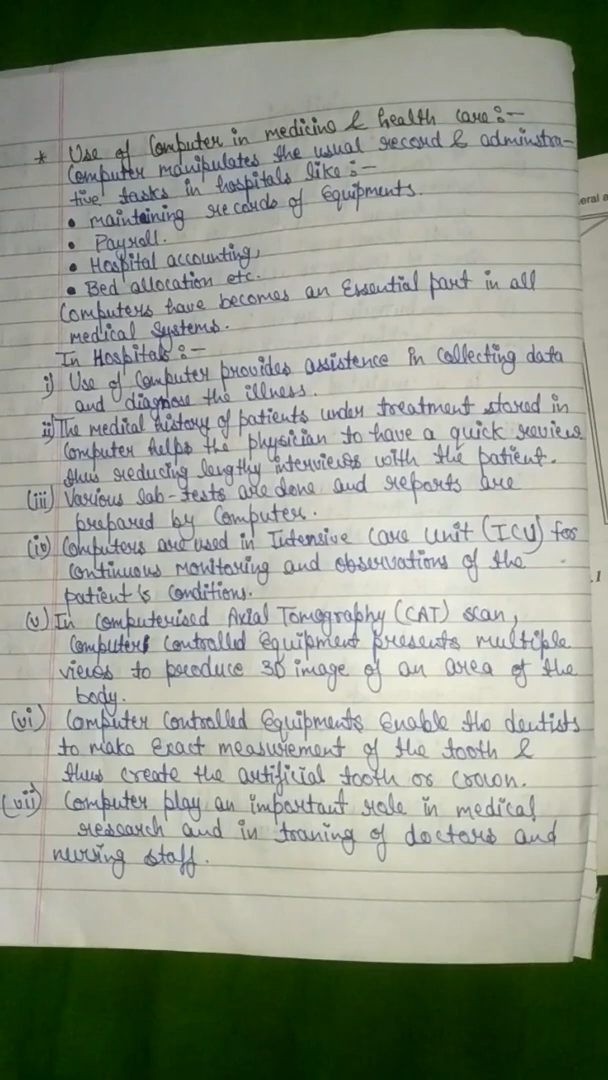 * Use of Computer in medicine & health care :-
Computer manipulates the usual record & adminstra-
tive tasks in hospitals like :-
• maintaining records of Equipments.
• Payroll.
• Hospital accounting,
• Bed allocation etc.
Computers have becomes an Essential part in all
medical systems.
In Hospitals :-
i) Use of Computer provides assistence in collecting data
and diagnose the illness.
ii) The medical history of patients under treatment stored in
Computer helps the physician to have a quick review
thus reducing lengthy interviews with the patient.
(iii) Various lab-tests are done and reports are
prepared by Computer.
(iv) Computers are used in Intensive Care unit (ICU) for
continuous monitoring and observations of the
patient's conditions.
(v) In Computerised Axial Tomography (CAT) scan,
Computer Controlled Equipment presents multiple
views to produce 3D image of an area of the
body.
(vi) Computer Controlled Equipments Enable the dentists
to make Exact measurement of the tooth &
thus create the artificial tooth or crown.
(vii) Computer play an important role in medical
research and in traning of doctors and
nursing staff.
eral a
.1